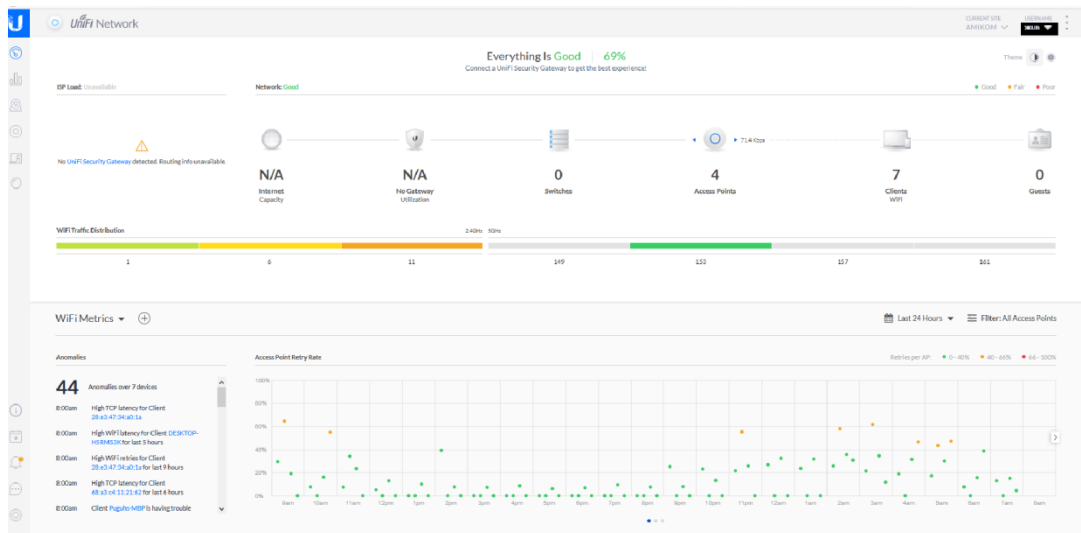 UniFi Network
CURRENT SITE
AMIKOM
USERNAME
Everything Is Good 69%
Connect a UniFi Security Gateway to get the best experience!
Theme
ISP Load: Unavailable
Network: Good
Good Fair Poor
No UniFi Security Gateway detected. Routing info unavailable.
71.4 Kbps
N/A
Internet
Capacity
N/A
No Gateway
Utilization
0
Switches
4
Access Points
7
Clients
WiFi
0
Guests
WiFi Traffic Distribution
2.4GHz 5GHz
1 6 11 149 153 157 161
WiFi Metrics
Last 24 Hours
Filter: All Access Points
Anomalies
44 Anomalies over 7 devices
8:00am High TCP latency for Client
28:e3:47:34:a0:1a
8:00am High WiFi latency for Client DESKTOP-
for last 5 hours
8:00am High WiFi retries for Client
28:e3:47:34:a0:1a for last 9 hours
8:00am High TCP latency for Client
68:a3:c4:11:21:62 for last 6 hours
8:00am Client Puguhs-MBP is having trouble
Access Point Retry Rate
Retries per AP: 0-40% 40-66% 66-100%
100%
80%
60%
40%
20%
0%
9am 10am 11am 12pm 1pm 2pm 3pm 4pm 5pm 6pm 7pm 8pm 9pm 10pm 11pm 12am 1am 2am 3am 4am 5am 6am 7am 8am